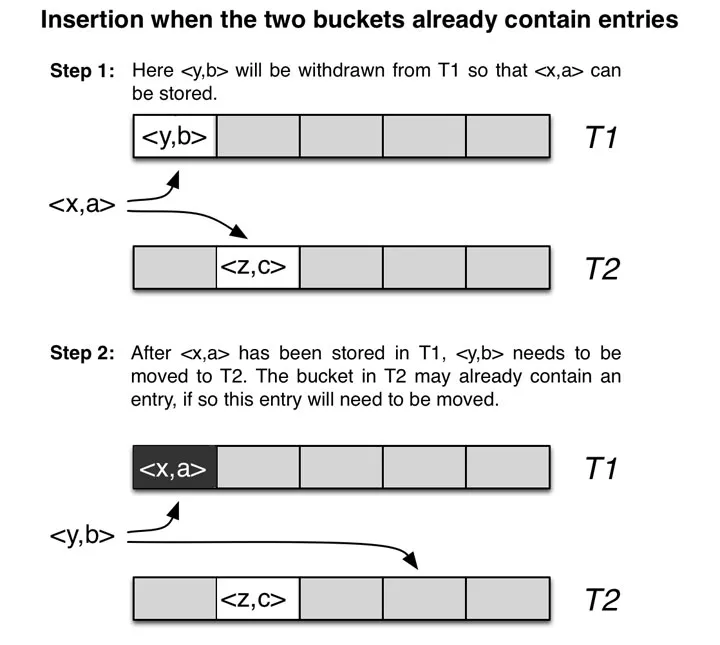 Insertion when the two buckets already contain entries
Step 1: Here <y,b> will be withdrawn from T1 so that <x,a> can
be stored.
<y,b>
T1
<x,a>
<z,c>
T2
Step 2: After <x,a> has been stored in T1, <y,b> needs to be
moved to T2. The bucket in T2 may already contain an
entry, if so this entry will need to be moved.
<x,a>
T1
<y,b>
<z,c>
T2